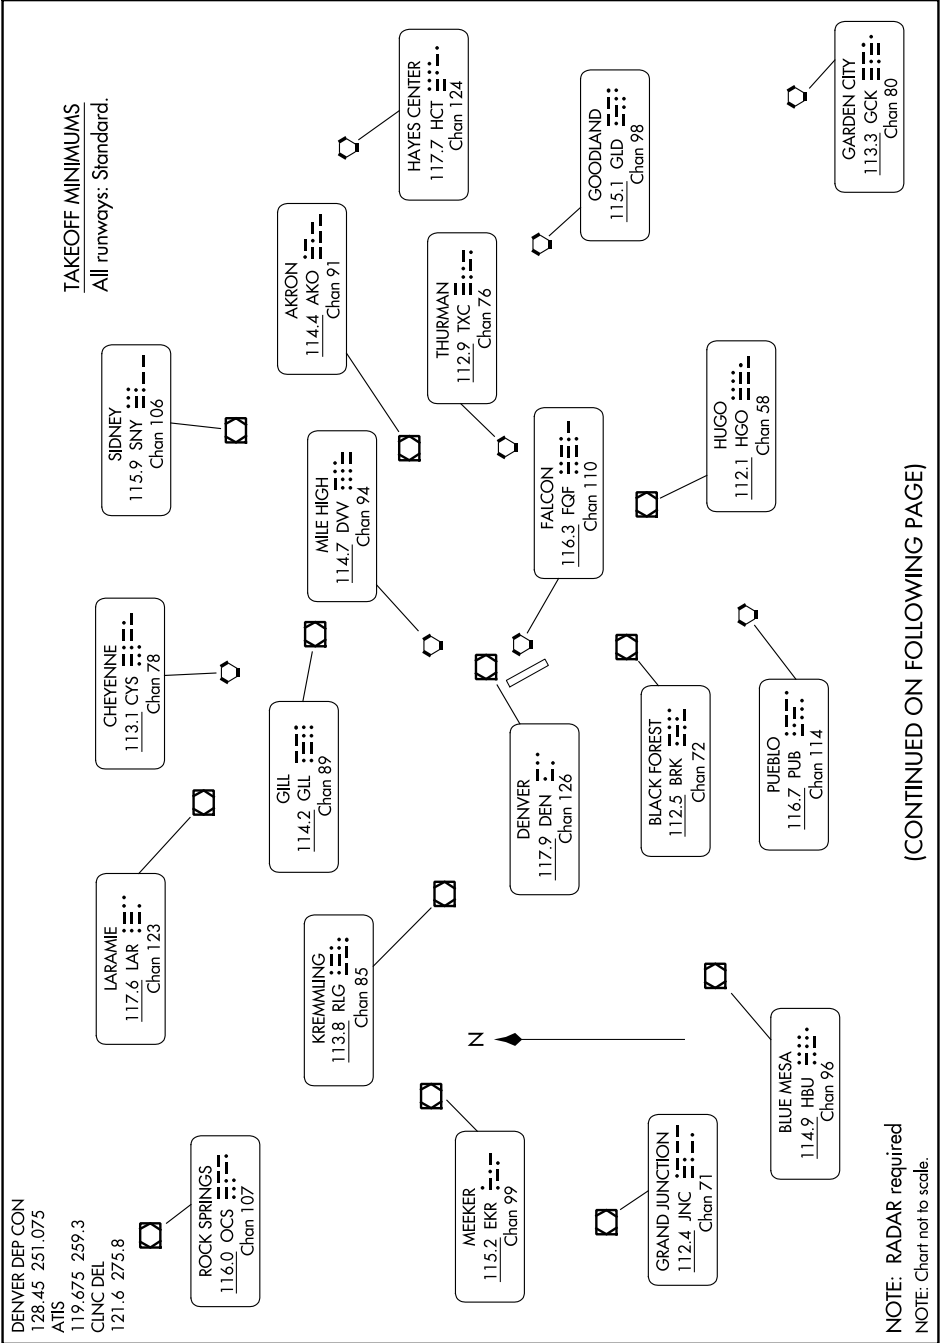 DENVER DEP CON
128.45 251.075
ATIS
119.675 259.3
CLNC DEL
121.6 275.8
TAKEOFF MINIMUMS
All runways: Standard.
ROCK SPRINGS
116.0 OCS
Chan 107
LARAMIE
117.6 LAR
Chan 123
CHEYENNE
113.1 CYS
Chan 78
SIDNEY
115.9 SNY
Chan 106
KREMMLING
113.8 RLG
Chan 85
GILL
114.2 GLL
Chan 89
MILE HIGH
114.7 DVV
Chan 94
AKRON
114.4 AKO
Chan 91
HAYES CENTER
117.7 HCT
Chan 124
MEEKER
115.2 EKR
Chan 99
N
DENVER
117.9 DEN
Chan 126
FALCON
116.3 FQF
Chan 110
THURMAN
112.9 TXC
Chan 76
GOODLAND
115.1 GLD
Chan 98
GRAND JUNCTION
112.4 JNC
Chan 71
BLACK FOREST
112.5 BRK
Chan 72
HUGO
112.1 HGO
Chan 58
BLUE MESA
114.9 HBU
Chan 96
PUEBLO
116.7 PUB
Chan 114
GARDEN CITY
113.3 GCK
Chan 80
NOTE: RADAR required
NOTE: Chart not to scale.
(CONTINUED ON FOLLOWING PAGE)